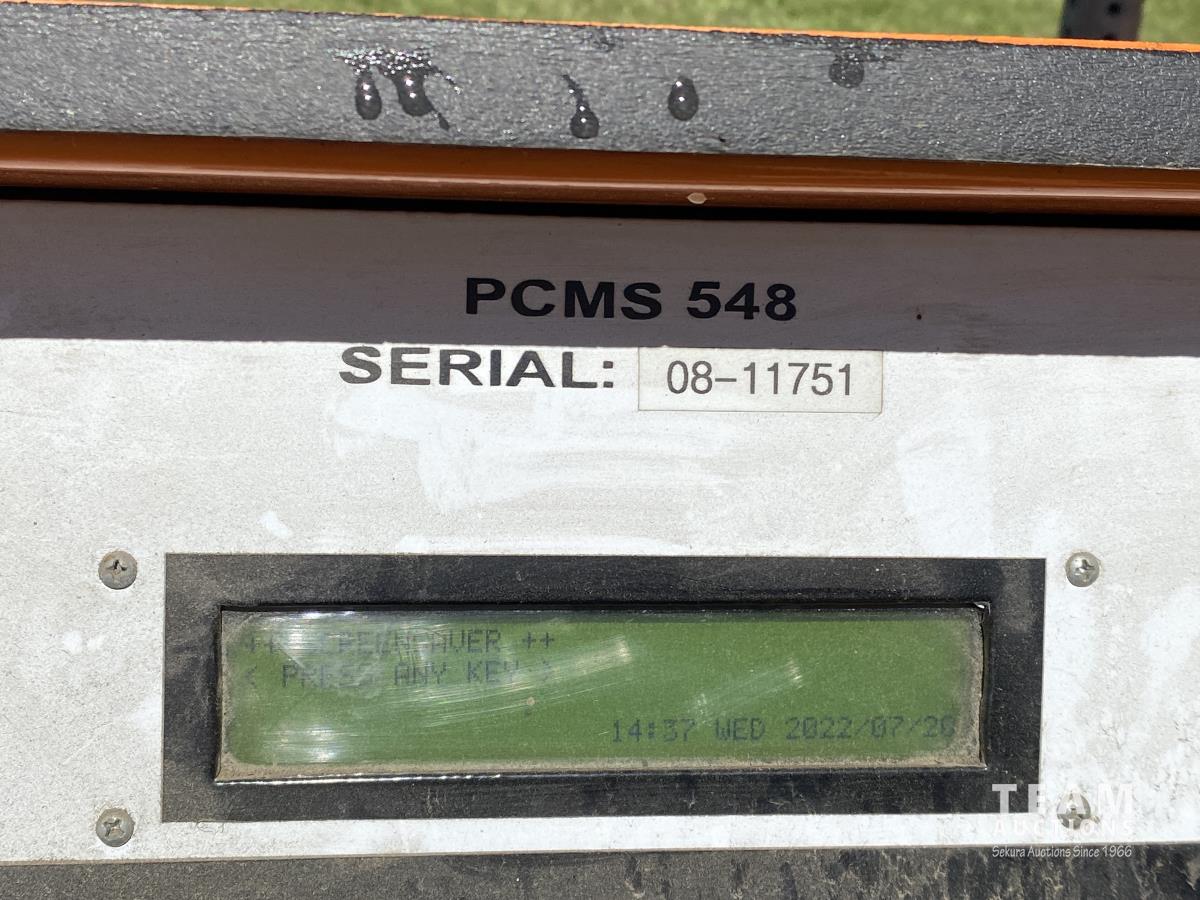 PCMS 548
SERIAL: 08-11751
++ SCREENSAVER ++
< PRESS ANY KEY >
14:37 WED 2022/07/20
TEAM
AUCTIONS
Sekura Auctions Since 1966